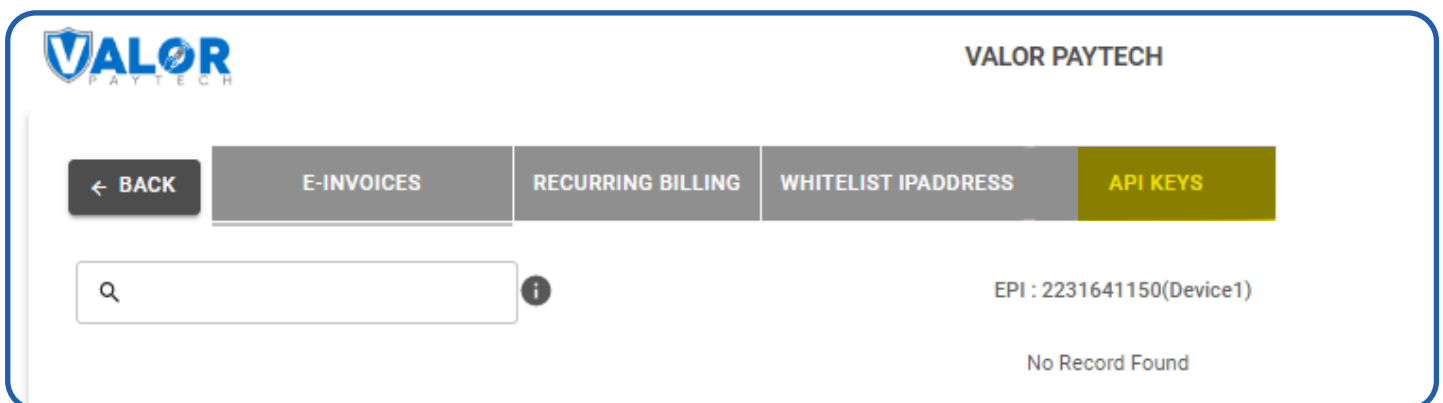 VALOR
PAYTECH
VALOR PAYTECH
← BACK
E-INVOICES
RECURRING BILLING
WHITELIST IPADDRESS
API KEYS
EPI : 2231641150(Device1)
No Record Found